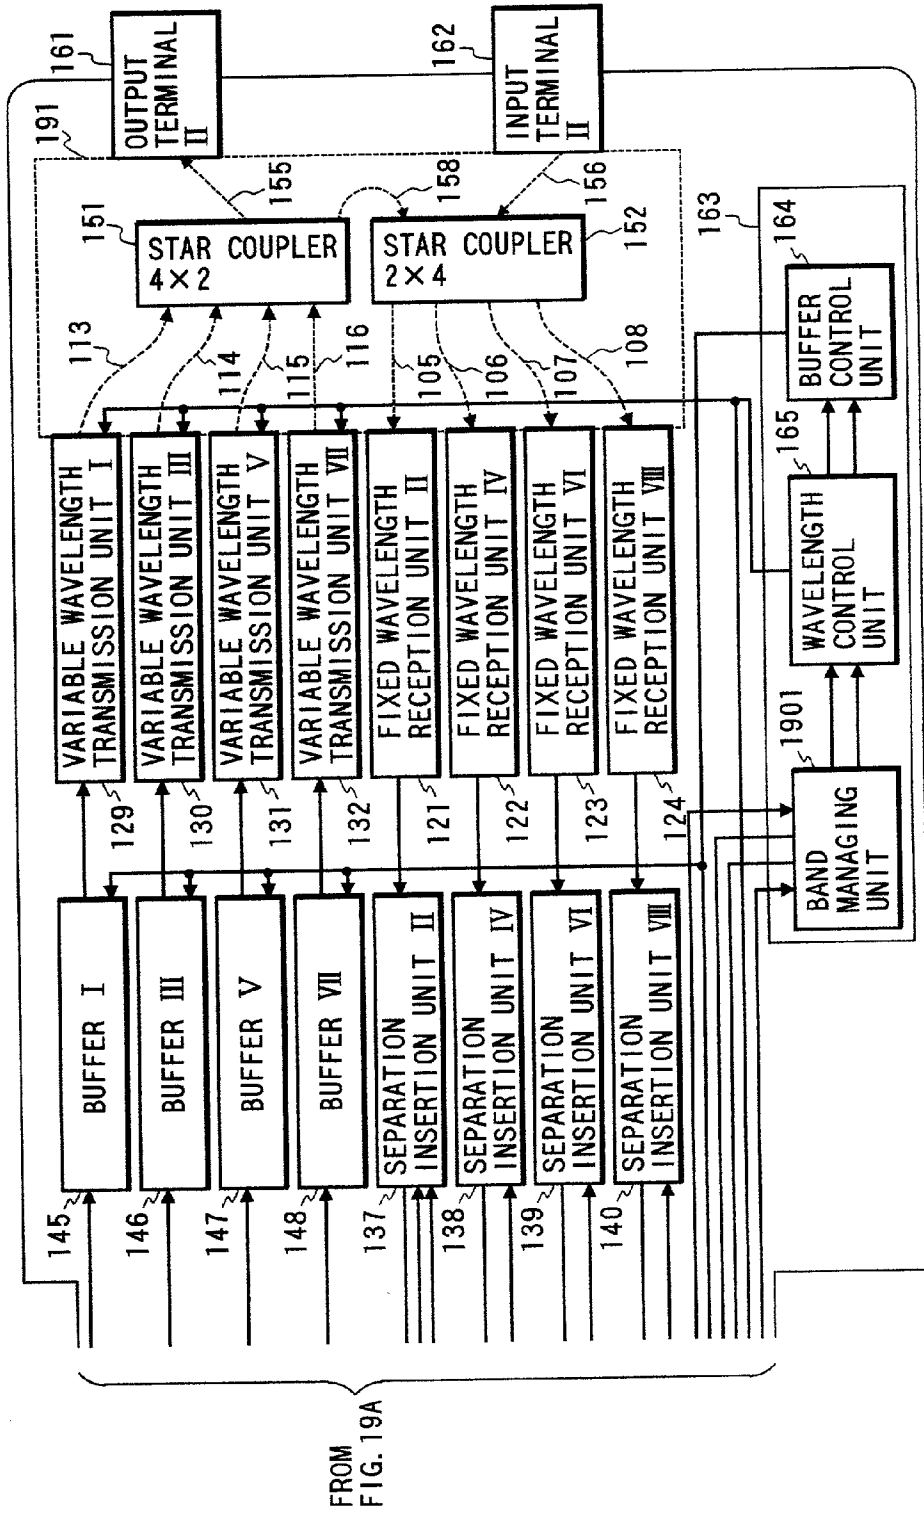 FROM
FIG. 19A
145
BUFFER I
146
BUFFER III
147
BUFFER V
148
BUFFER VII
137
SEPARATION
INSERTION UNIT II
138
SEPARATION
INSERTION UNIT IV
139
SEPARATION
INSERTION UNIT VI
140
SEPARATION
INSERTION UNIT VIII
129
VARIABLE WAVELENGTH
TRANSMISSION UNIT I
130
VARIABLE WAVELENGTH
TRANSMISSION UNIT III
131
VARIABLE WAVELENGTH
TRANSMISSION UNIT V
132
VARIABLE WAVELENGTH
TRANSMISSION UNIT VII
121
FIXED WAVELENGTH
RECEPTION UNIT II
122
FIXED WAVELENGTH
RECEPTION UNIT IV
123
FIXED WAVELENGTH
RECEPTION UNIT VI
124
FIXED WAVELENGTH
RECEPTION UNIT VIII
113
114
115
116
105
106
107
108
151
STAR COUPLER
4×2
STAR COUPLER
2×4
152
155
158
156
191
161
OUTPUT
TERMINAL
II
162
INPUT
TERMINAL
II
1901
BAND
MANAGING
UNIT
165
WAVELENGTH
CONTROL
UNIT
163
164
BUFFER
CONTROL
UNIT